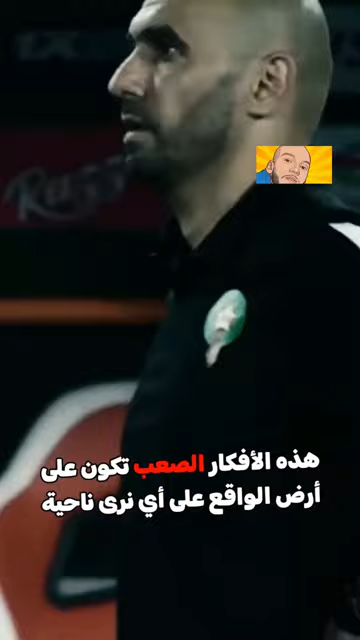 هذه الأفكار الصعب تكون على
أرض الواقع على أي نرى ناحية